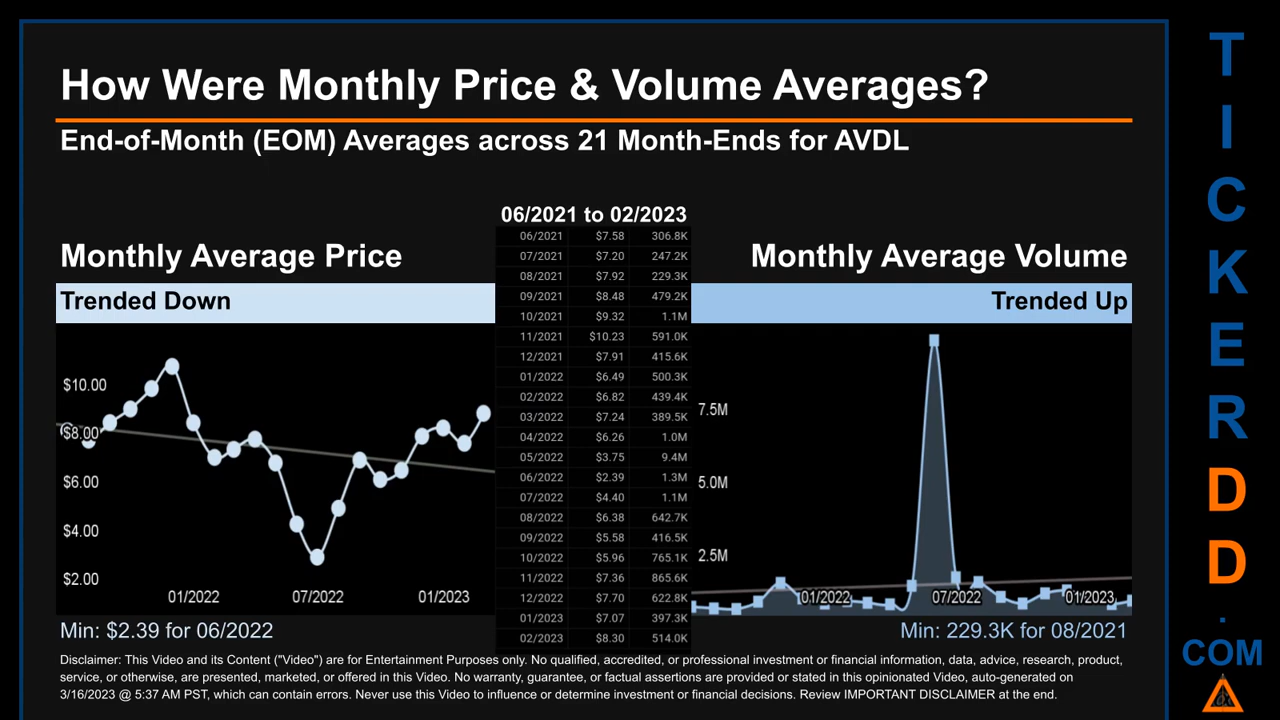 How Were Monthly Price & Volume Averages?
End-of-Month (EOM) Averages across 21 Month-Ends for AVDL
06/2021 to 02/2023
Monthly Average Price
Trended Down
$10.00
$8.00
$6.00
$4.00
$2.00
01/2022 07/2022 01/2023
Min: $2.39 for 06/2022
06/2021 $7.58 306.8K
07/2021 $7.20 247.2K
08/2021 $7.92 229.3K
09/2021 $8.48 479.2K
10/2021 $9.32 1.1M
11/2021 $10.23 591.0K
12/2021 $7.91 415.6K
01/2022 $6.49 500.3K
02/2022 $6.82 439.4K
03/2022 $7.24 389.5K
04/2022 $6.26 1.0M
05/2022 $3.75 9.4M
06/2022 $2.39 1.3M
07/2022 $4.40 1.1M
08/2022 $6.38 642.7K
09/2022 $5.58 416.5K
10/2022 $5.96 765.1K
11/2022 $7.36 865.6K
12/2022 $7.70 622.8K
01/2023 $7.07 397.3K
02/2023 $8.30 514.0K
Monthly Average Volume
Trended Up
7.5M
5.0M
2.5M
01/2022 07/2022 01/2023
Min: 229.3K for 08/2021
Disclaimer: This Video and its Content ("Video") are for Entertainment Purposes only. No qualified, accredited, or professional investment or financial information, data, advice, research, product,
service, or otherwise, are presented, marketed, or offered in this Video. No warranty, guarantee, or factual assertions are provided or stated in this opinionated Video, auto-generated on
3/16/2023 @ 5:37 AM PST, which can contain errors. Never use this Video to influence or determine investment or financial decisions. Review IMPORTANT DISCLAIMER at the end.
T
I
C
K
E
R
D
D
.
COM